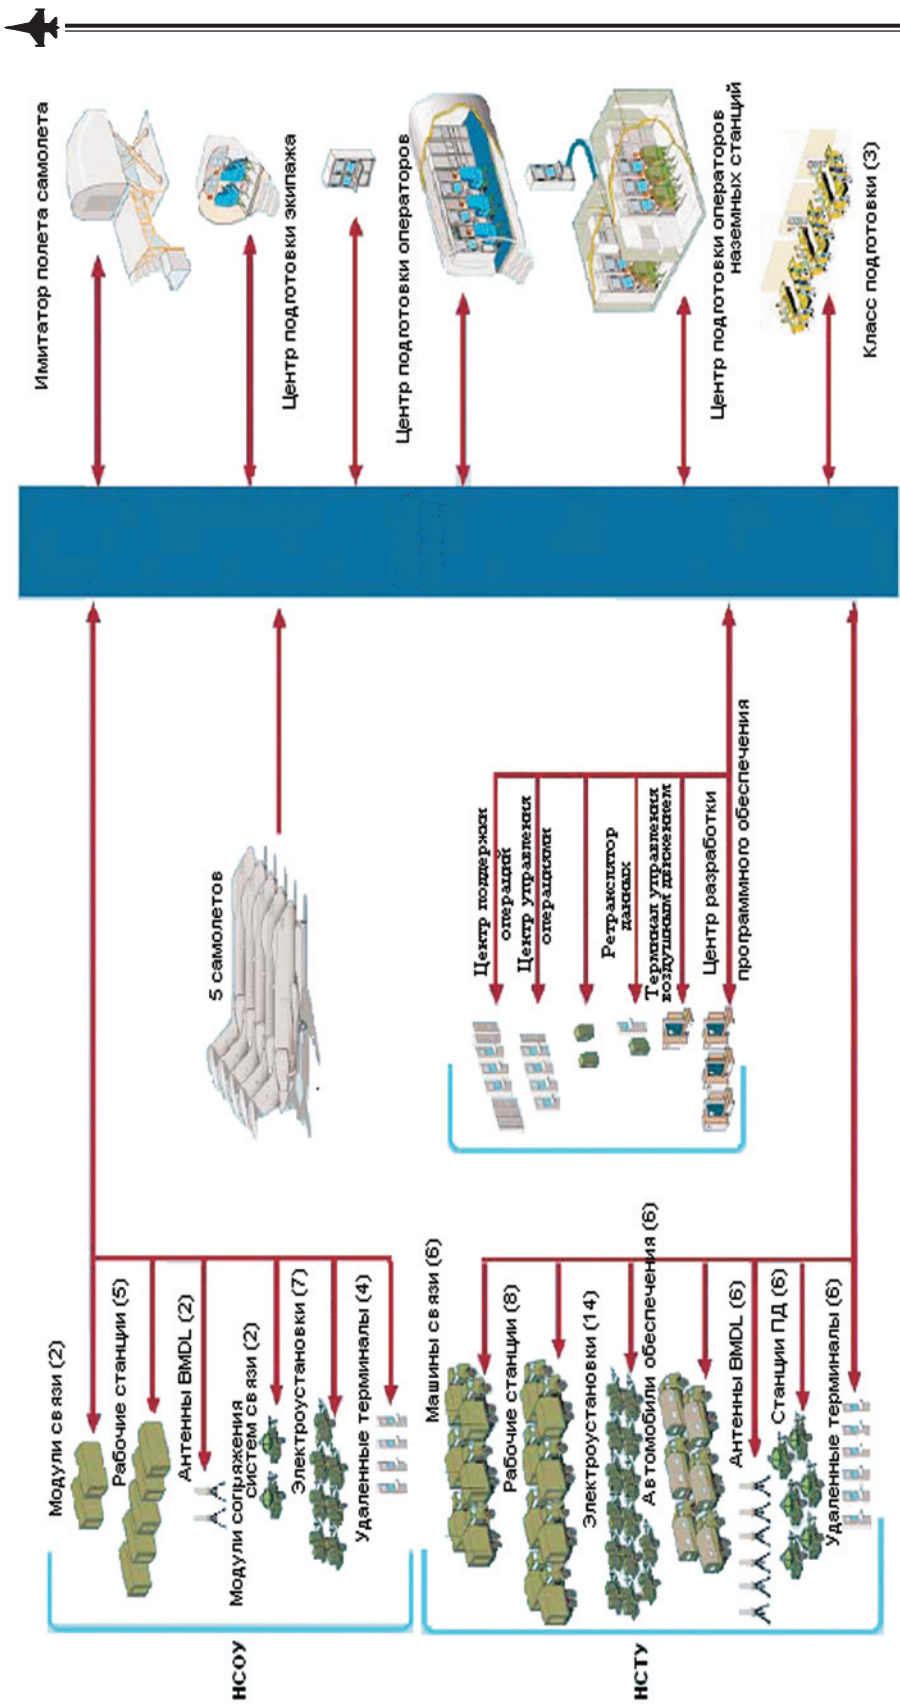 НСОУ
Модули связи (2)
Рабочие станции (5)
Антенны BMDL (2)
Модули сопряжения
систем связи (2)
Электроустановки (7)
Удаленные терминалы (4)
НСТУ
Машины связи (6)
Рабочие станции (8)
Электроустановки (14)
Автомобили обеспечения (6)
Антенны BMDL (6)
Станции ПД (6)
Удаленные терминалы (6)
5 самолетов
Центр поддержки
операций
Центр управления
операциями
Ретранслятор
данных
Терминал управления
воздушным движением
Центр разработки
программного обеспечения
Имитатор полета самолета
Центр подготовки экипажа
Центр подготовки операторов
Центр подготовки операторов
наземных станций
Класс подготовки (3)